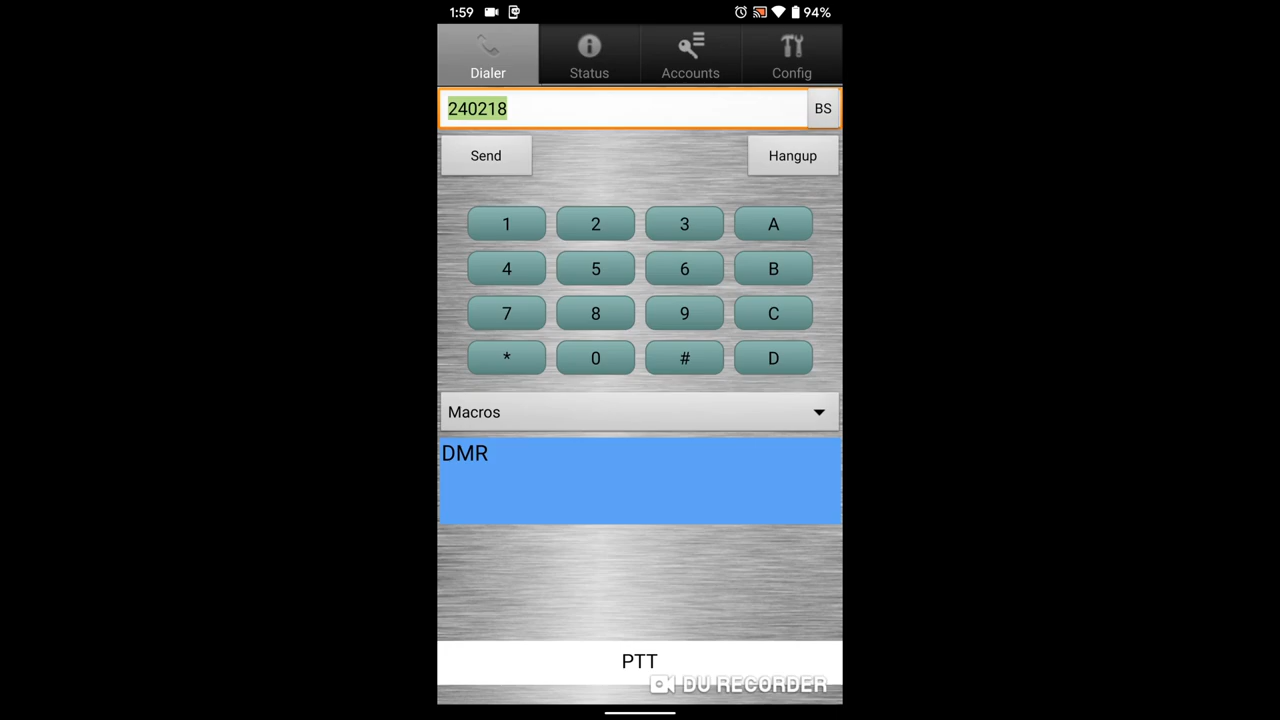 1:59 94%
Dialer Status Accounts Config
240218 BS
Send Hangup
1 2 3 A
4 5 6 B
7 8 9 C
* 0 # D
Macros
DMR
PTT
DU RECORDER